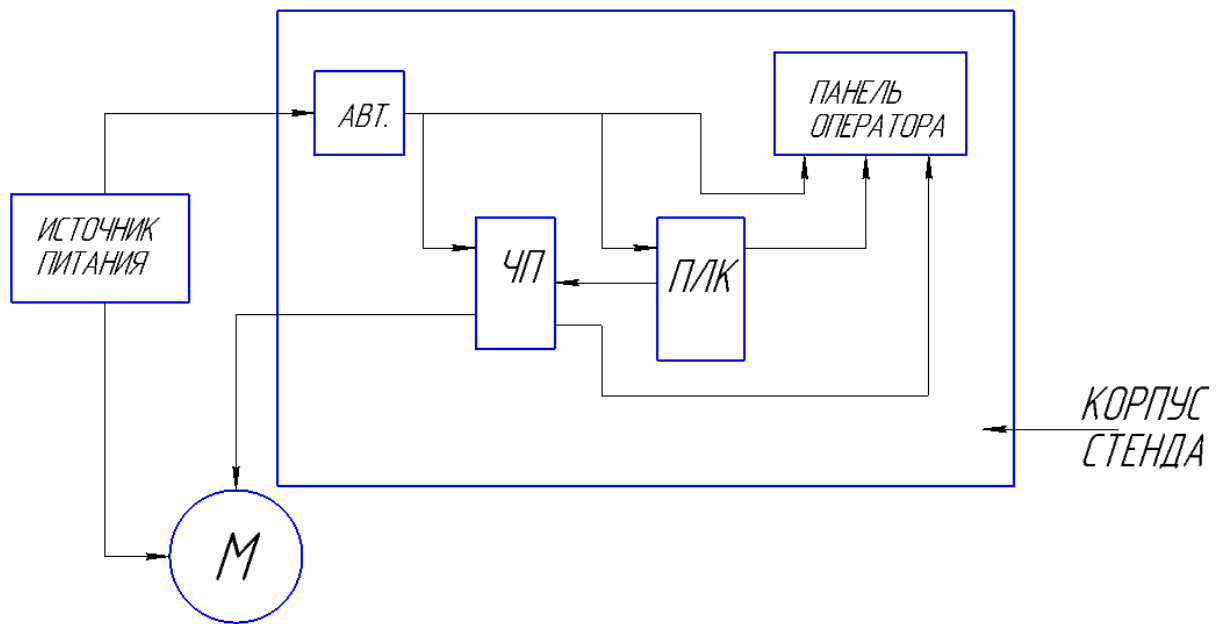 АВТ.
ПАНЕЛЬ
ОПЕРАТОРА
ИСТОЧНИК
ПИТАНИЯ
ЧП
ПЛК
КОРПУС
СТЕНДА
М